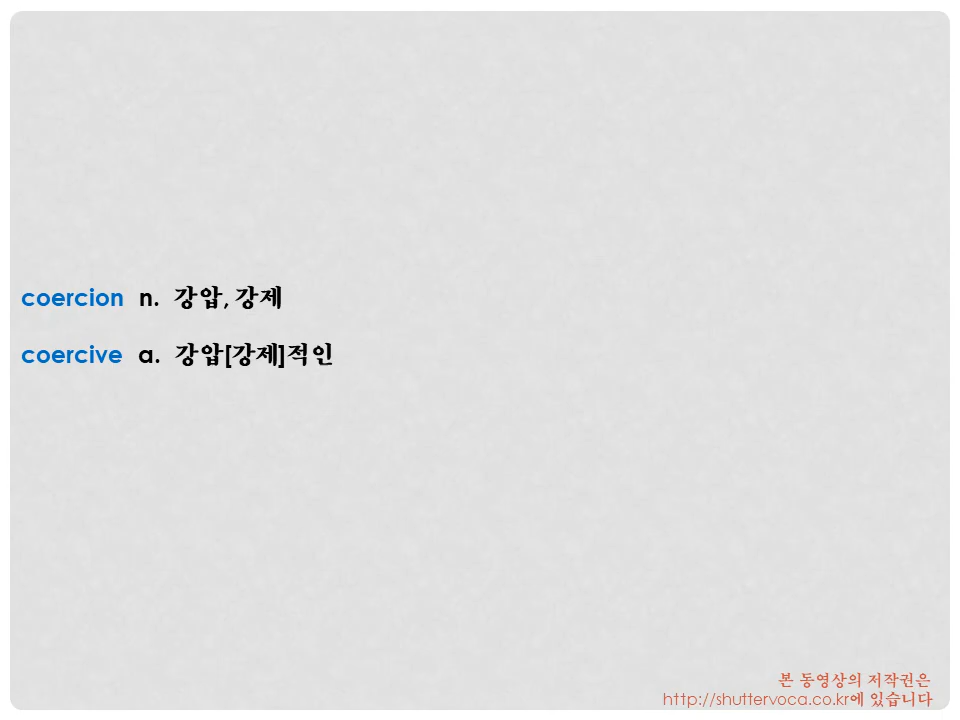 coercion n. 강압, 강제
coercive a. 강압[강제]적인
본 동영상의 저작권은
http://shuttervoca.co.kr에 있습니다